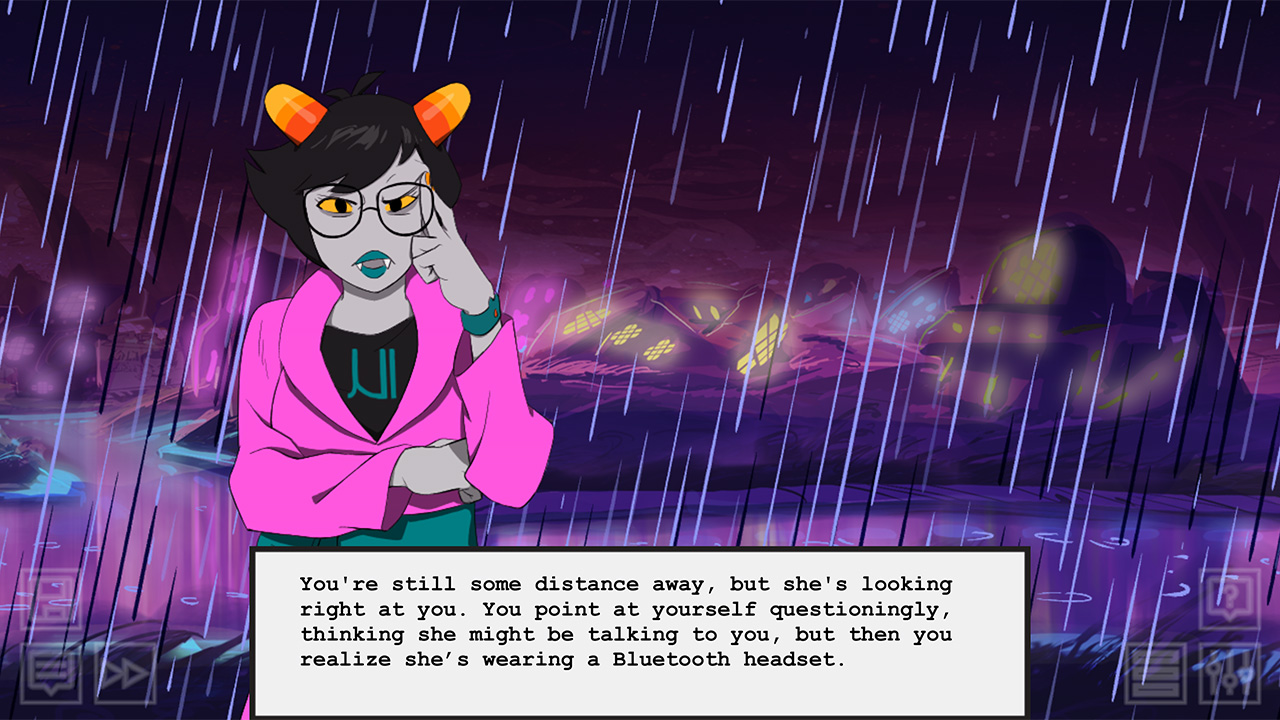 You're still some distance away, but she's looking
right at you. You point at yourself questioningly,
thinking she might be talking to you, but then you
realize she’s wearing a Bluetooth headset.